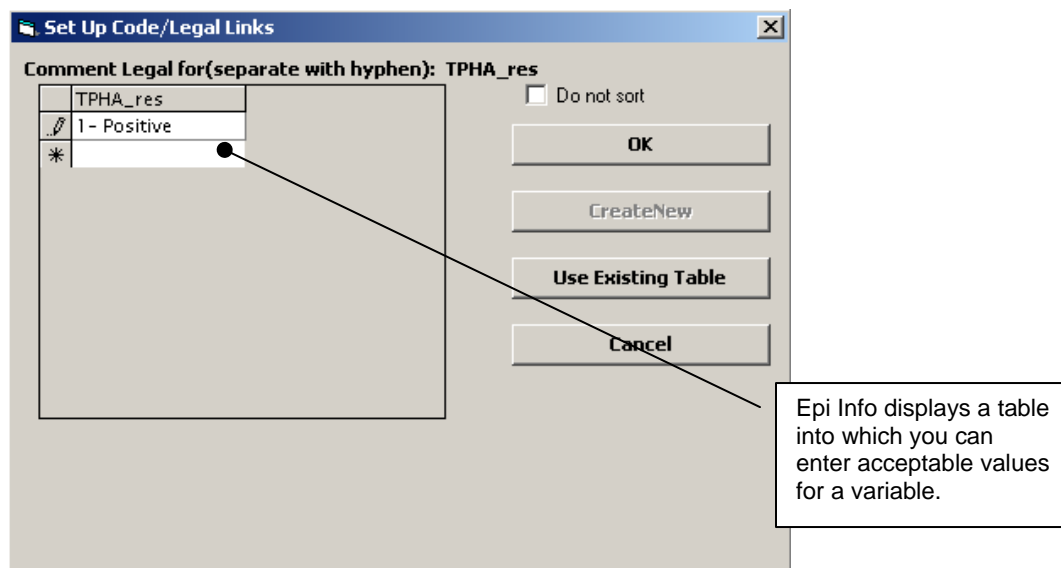 Set Up Code/Legal Links
Comment Legal for(separate with hyphen): TPHA_res
TPHA_res
1- Positive
Do not sort
OK
CreateNew
Use Existing Table
Cancel
Epi Info displays a table
into which you can
enter acceptable values
for a variable.